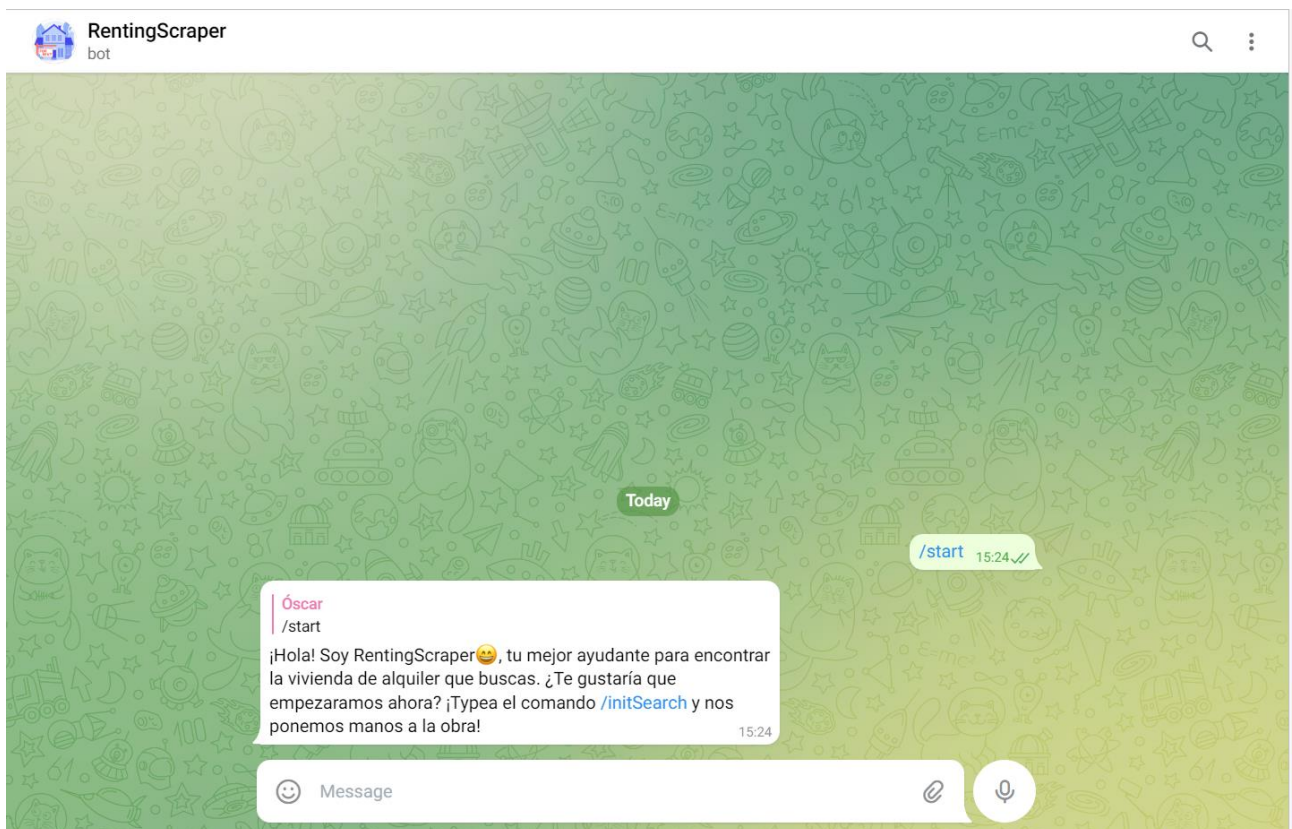 RentingScraper
bot
Today
/start 15:24
Óscar
/start
¡Hola! Soy RentingScraper😄, tu mejor ayudante para encontrar
la vivienda de alquiler que buscas. ¿Te gustaría que
empezaramos ahora? ¡Typea el comando /initSearch y nos
ponemos manos a la obra!
15:24
Message